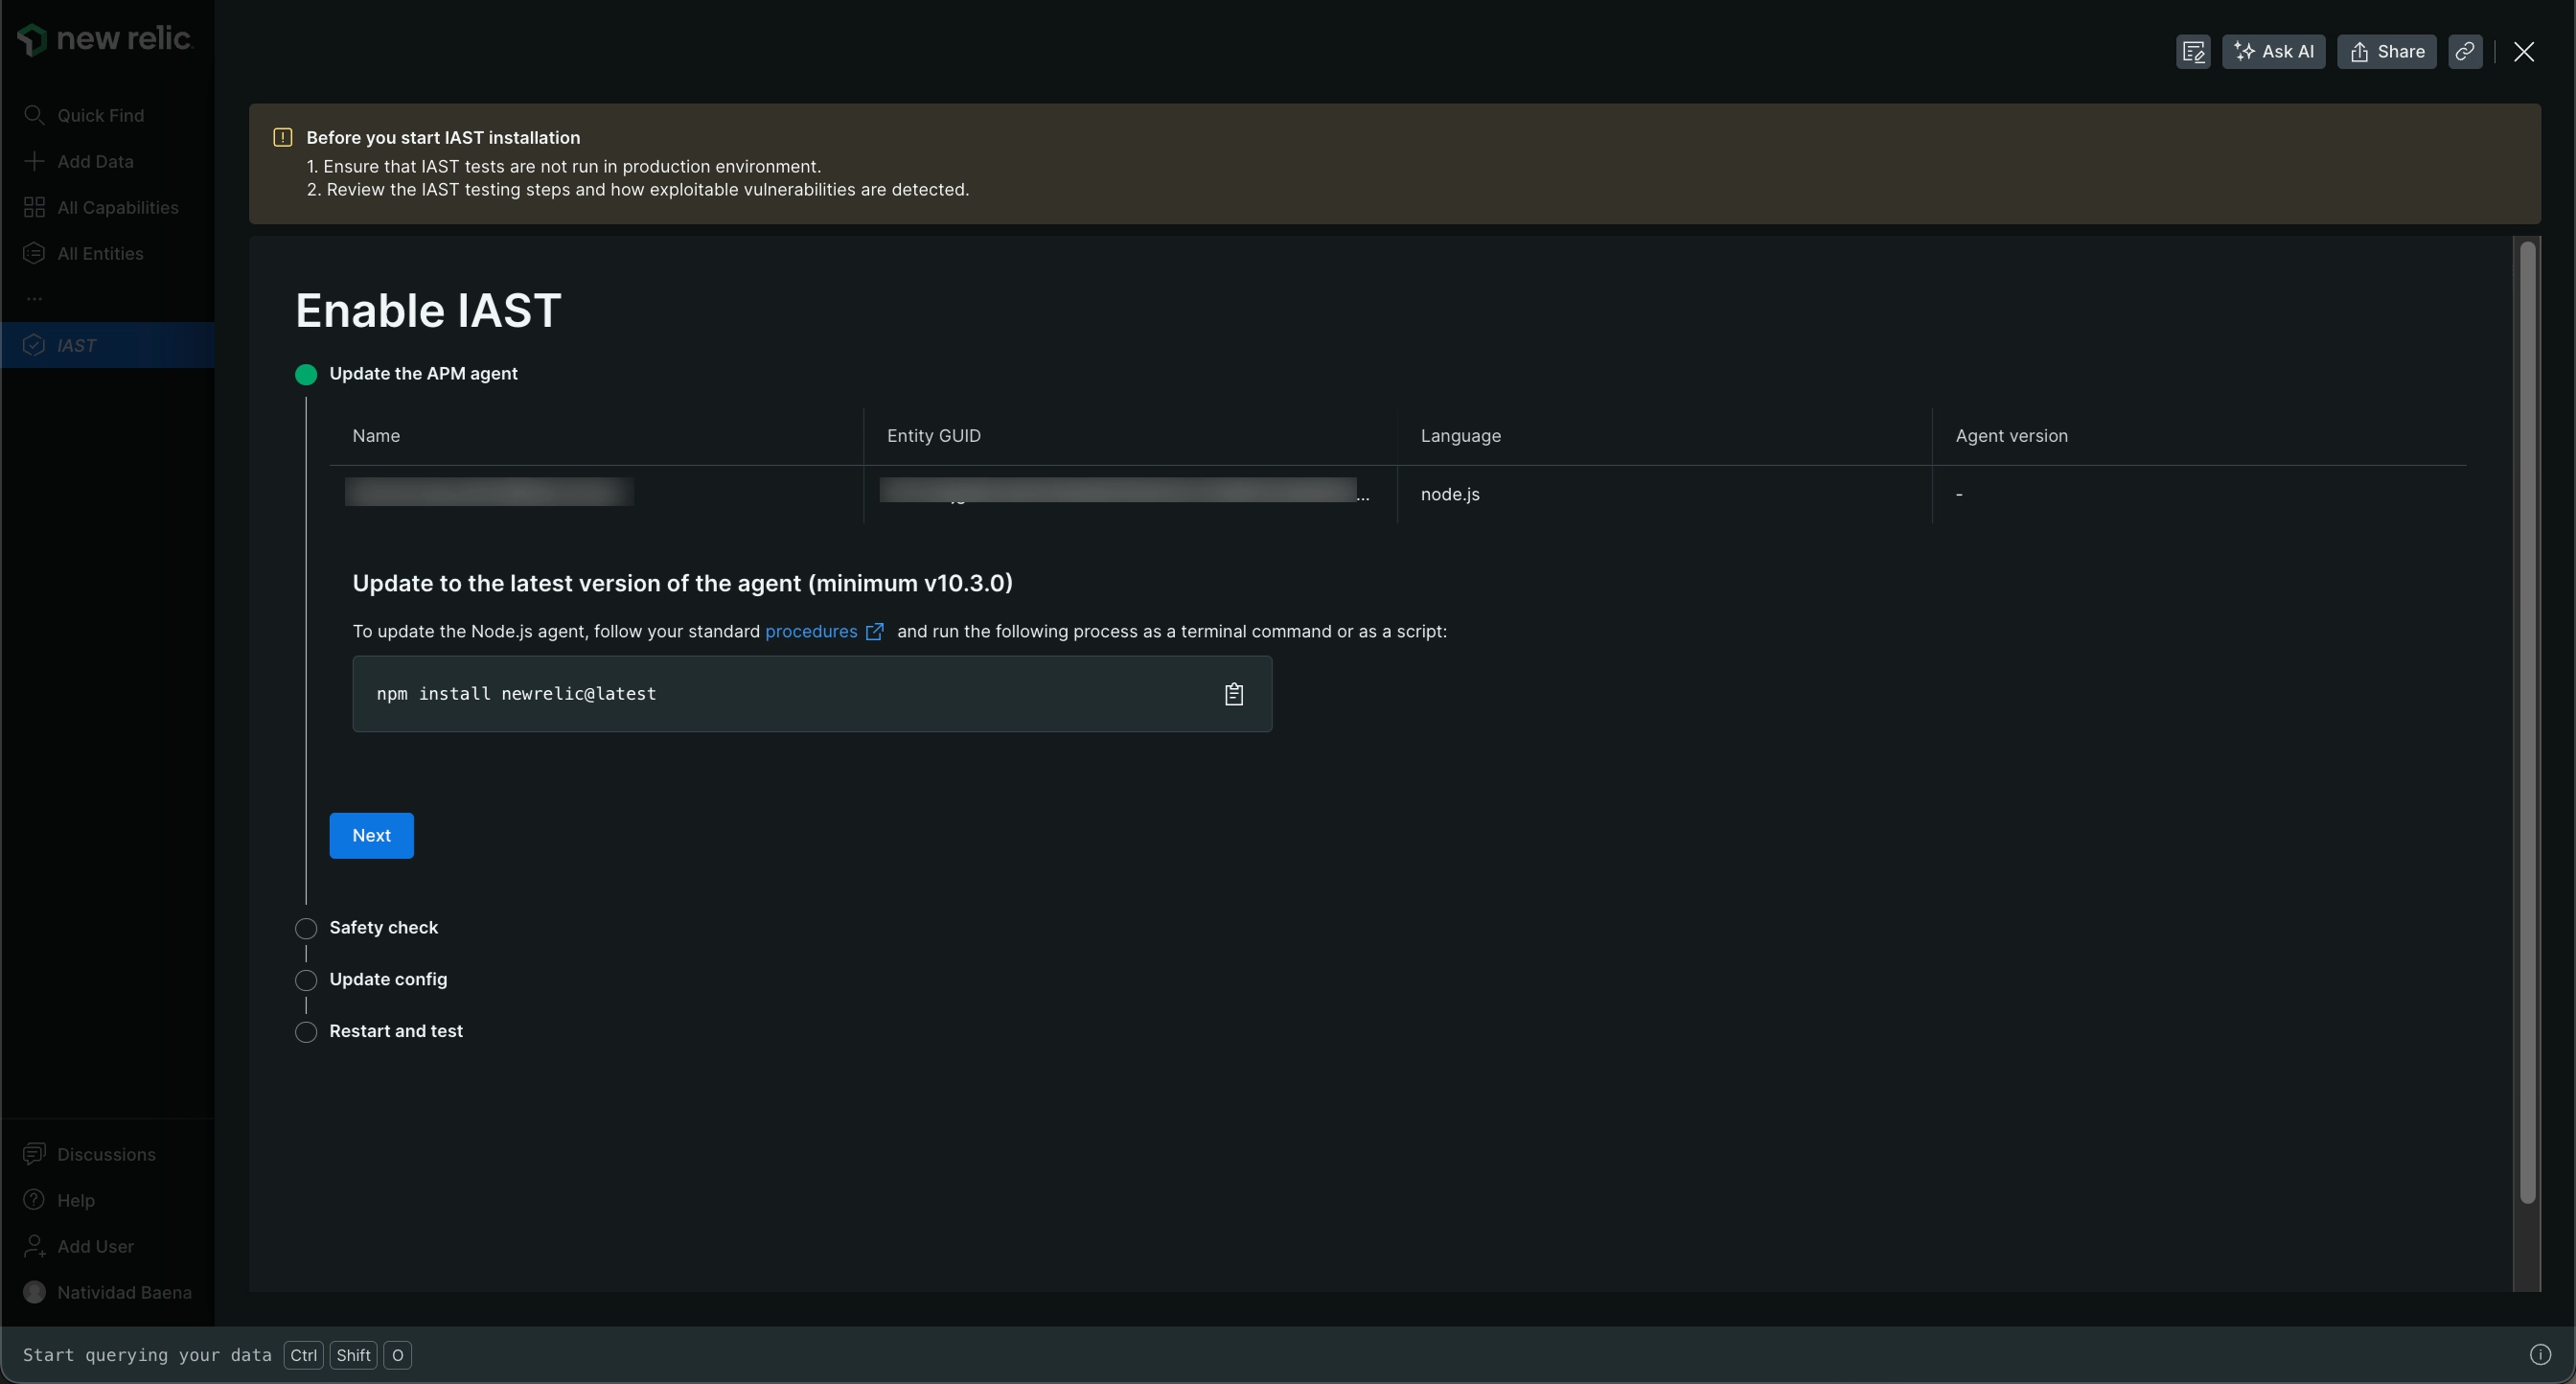 new relic
Quick Find
Add Data
All Capabilities
All Entities
...
IAST
Ask AI
Share
Before you start IAST installation
1. Ensure that IAST tests are not run in production environment.
2. Review the IAST testing steps and how exploitable vulnerabilities are detected.
Enable IAST
Update the APM agent
Name Entity GUID Language Agent version
... node.js -
Update to the latest version of the agent (minimum v10.3.0)
To update the Node.js agent, follow your standard procedures and run the following process as a terminal command or as a script:
npm install newrelic@latest
Next
Safety check
Update config
Restart and test
Discussions
Help
Add User
Natividad Baena
Start querying your data Ctrl Shift O